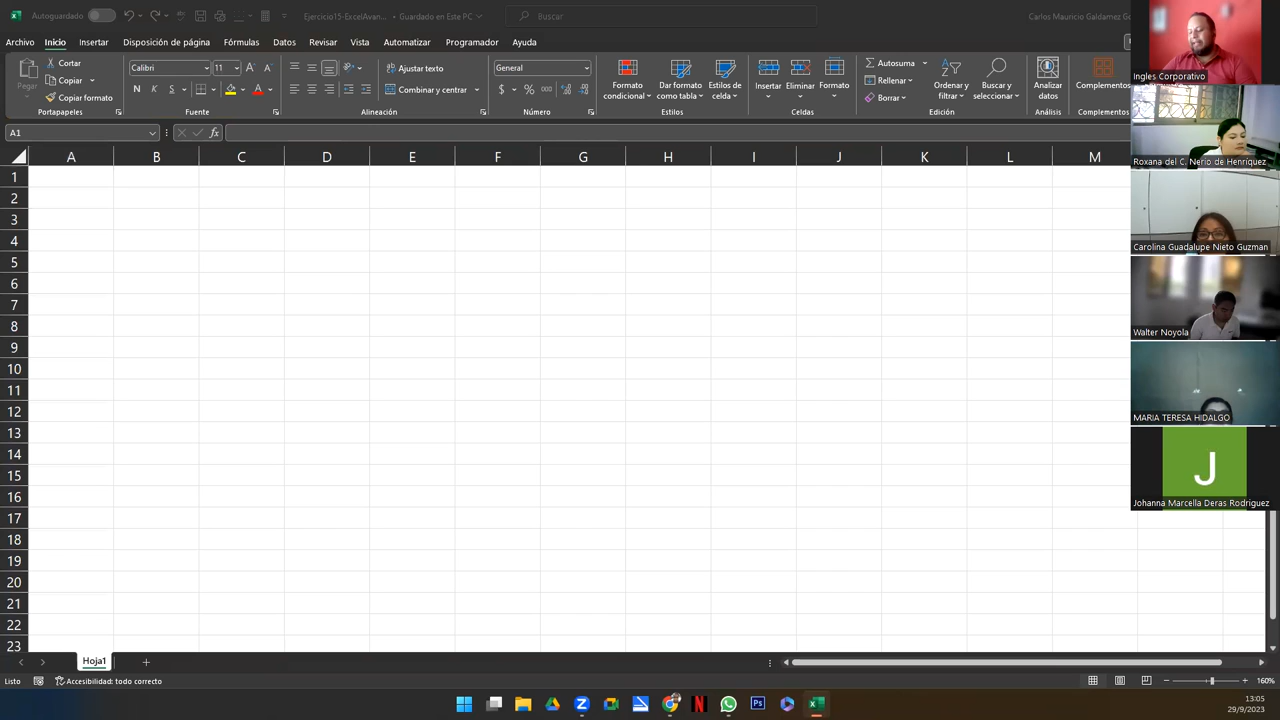 Autoguardado
Ejercicio15-ExcelAvan... • Guardado en Este PC
Buscar
Carlos Mauricio Galdamez G
Archivo Inicio Insertar Disposición de página Fórmulas Datos Revisar Vista Automatizar Programador Ayuda
Pegar
Cortar
Copiar
Copiar formato
Portapapeles
Calibri 11
N K S
Fuente
Ajustar texto
Combinar y centrar
Alineación
General
$ % 000
Número
Formato condicional
Dar formato como tabla
Estilos de celda
Estilos
Insertar Eliminar Formato
Celdas
Autosuma
Rellenar
Borrar
Ordenar y filtrar
Buscar y seleccionar
Edición
Analizar datos
Análisis
Complementos
Complementos
A1
fx
A B C D E F G H I J K L M
1
2
3
4
5
6
7
8
9
10
11
12
13
14
15
16
17
18
19
20
21
22
23
Ingles Corporativo
Roxana del C. Nerio de Henríquez
Carolina Guadalupe Nieto Guzman
Walter Noyola
MARIA TERESA HIDALGO
J
Johanna Marcella Deras Rodríguez
Hoja1
Listo
Accesibilidad: todo correcto
160%
13:05
29/9/2023